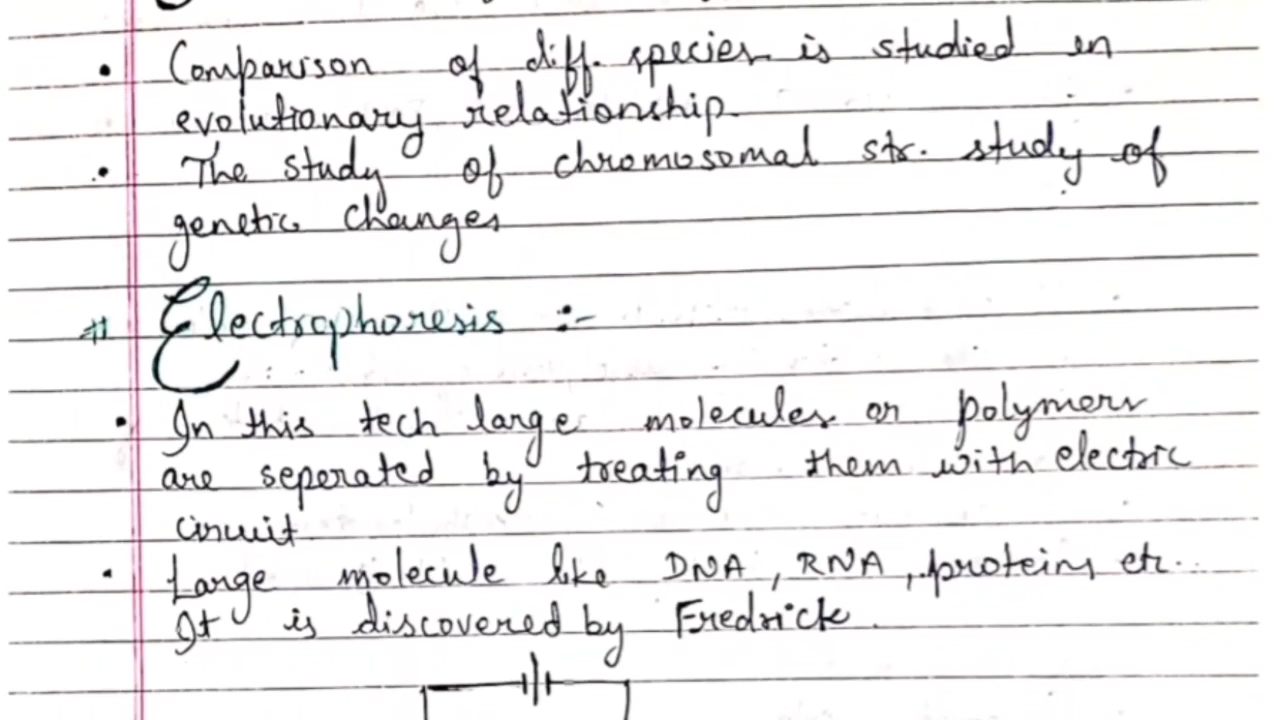 • Comparison of diff. species is studied in
evolutionary relationship.
• The study of chromosomal str. study of
genetic changes
# Electrophoresis :-
• In this tech large molecules or polymers
are seperated by treating them with electric
circuit
• Large molecule like DNA, RNA, proteins etc.
It is discovered by Fredrick.